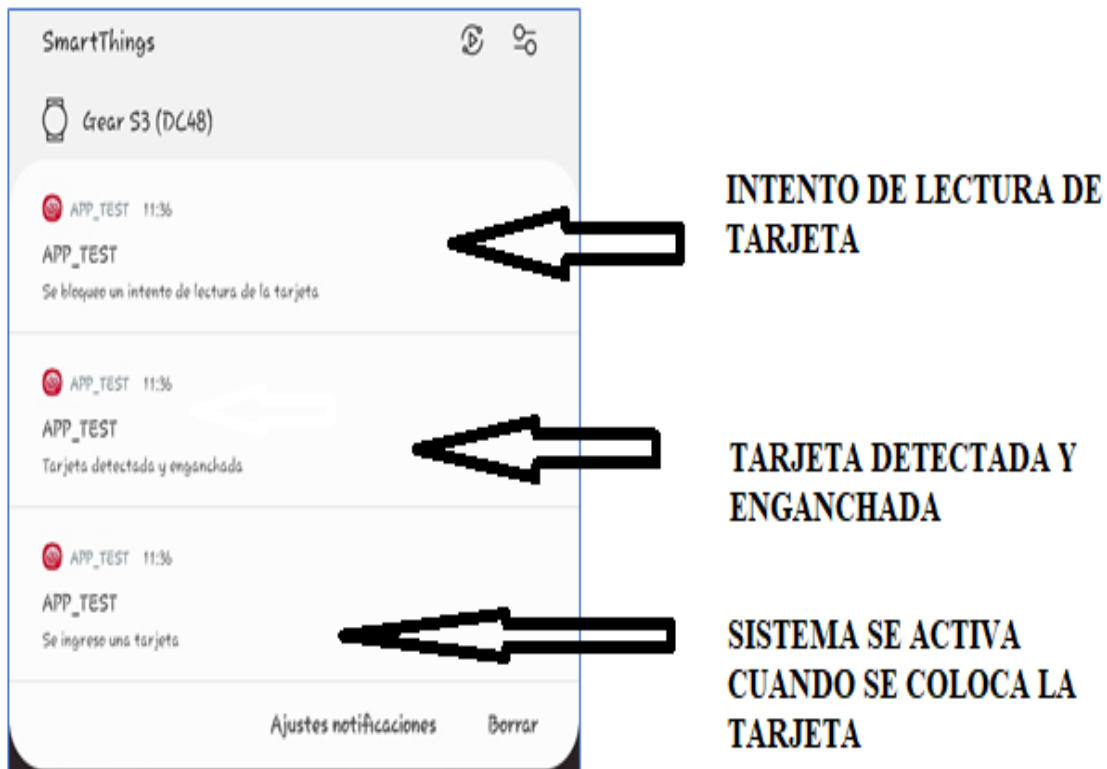 SmartThings
Gear S3 (DC48)
APP_TEST 11:36
APP_TEST
Se bloqueo un intento de lectura de la tarjeta
INTENTO DE LECTURA DE
TARJETA
APP_TEST 11:36
APP_TEST
Tarjeta detectada y enganchada
TARJETA DETECTADA Y
ENGANCHADA
APP_TEST 11:36
APP_TEST
Se ingreso una tarjeta
SISTEMA SE ACTIVA
CUANDO SE COLOCA LA
TARJETA
Ajustes notificaciones Borrar